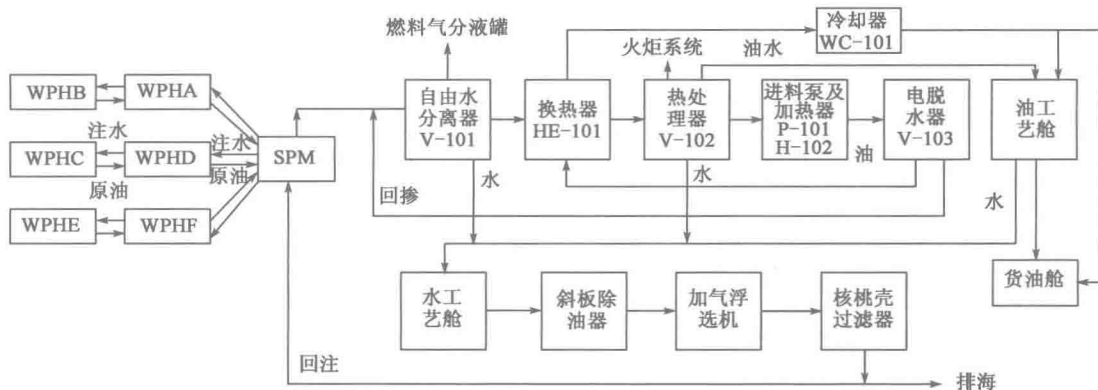 燃料气分液罐
火炬系统
油水
冷却器
WC-101
WPHB
WPHA
注水
WPHC
WPHD
注水
原油
原油
WPHE
WPHF
SPM
自由水
分离器
V-101
换热器
HE-101
热处
理器
V-102
进料泵及
加热器
P-101
H-102
油
电脱
水器
V-103
油工
艺舱
水
回掺
水
水
货油舱
水工
艺舱
斜板除
油器
加气浮
选机
核桃壳
过滤器
回注
排海